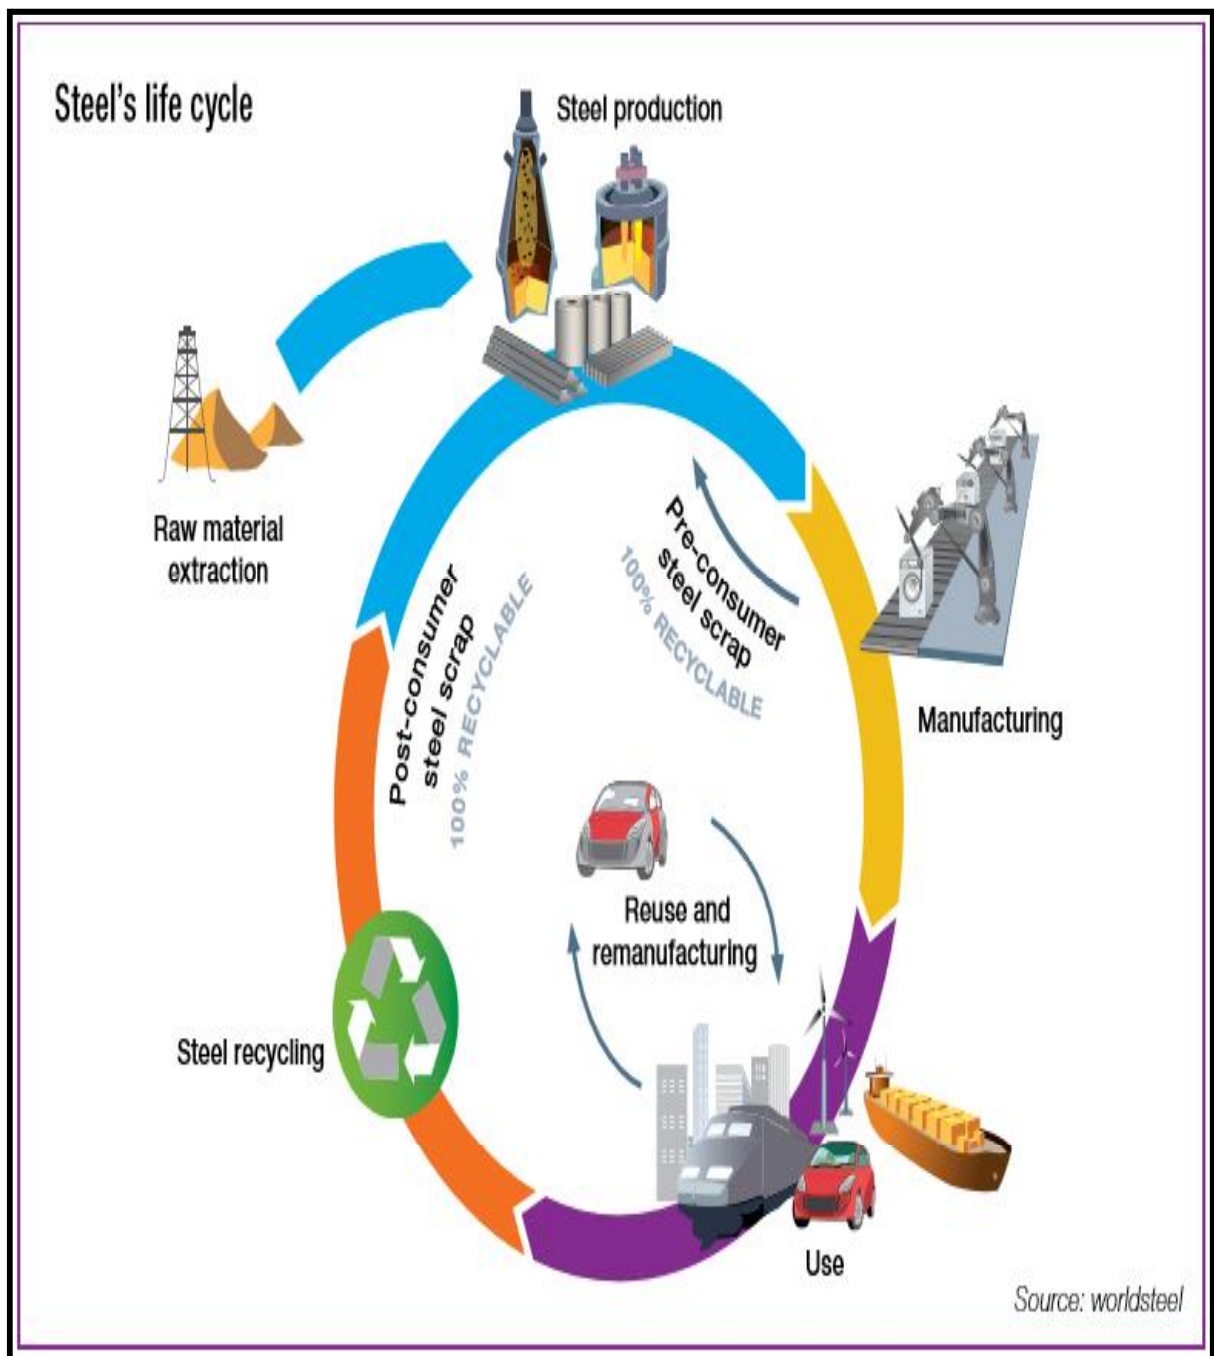 Steel's life cycle
Steel production
Raw material
extraction
Pre-consumer
steel scrap
100% RECYCLABLE
Post-consumer
steel scrap
100% RECYCLABLE
Manufacturing
Reuse and
remanufacturing
Steel recycling
Use
Source: worldsteel